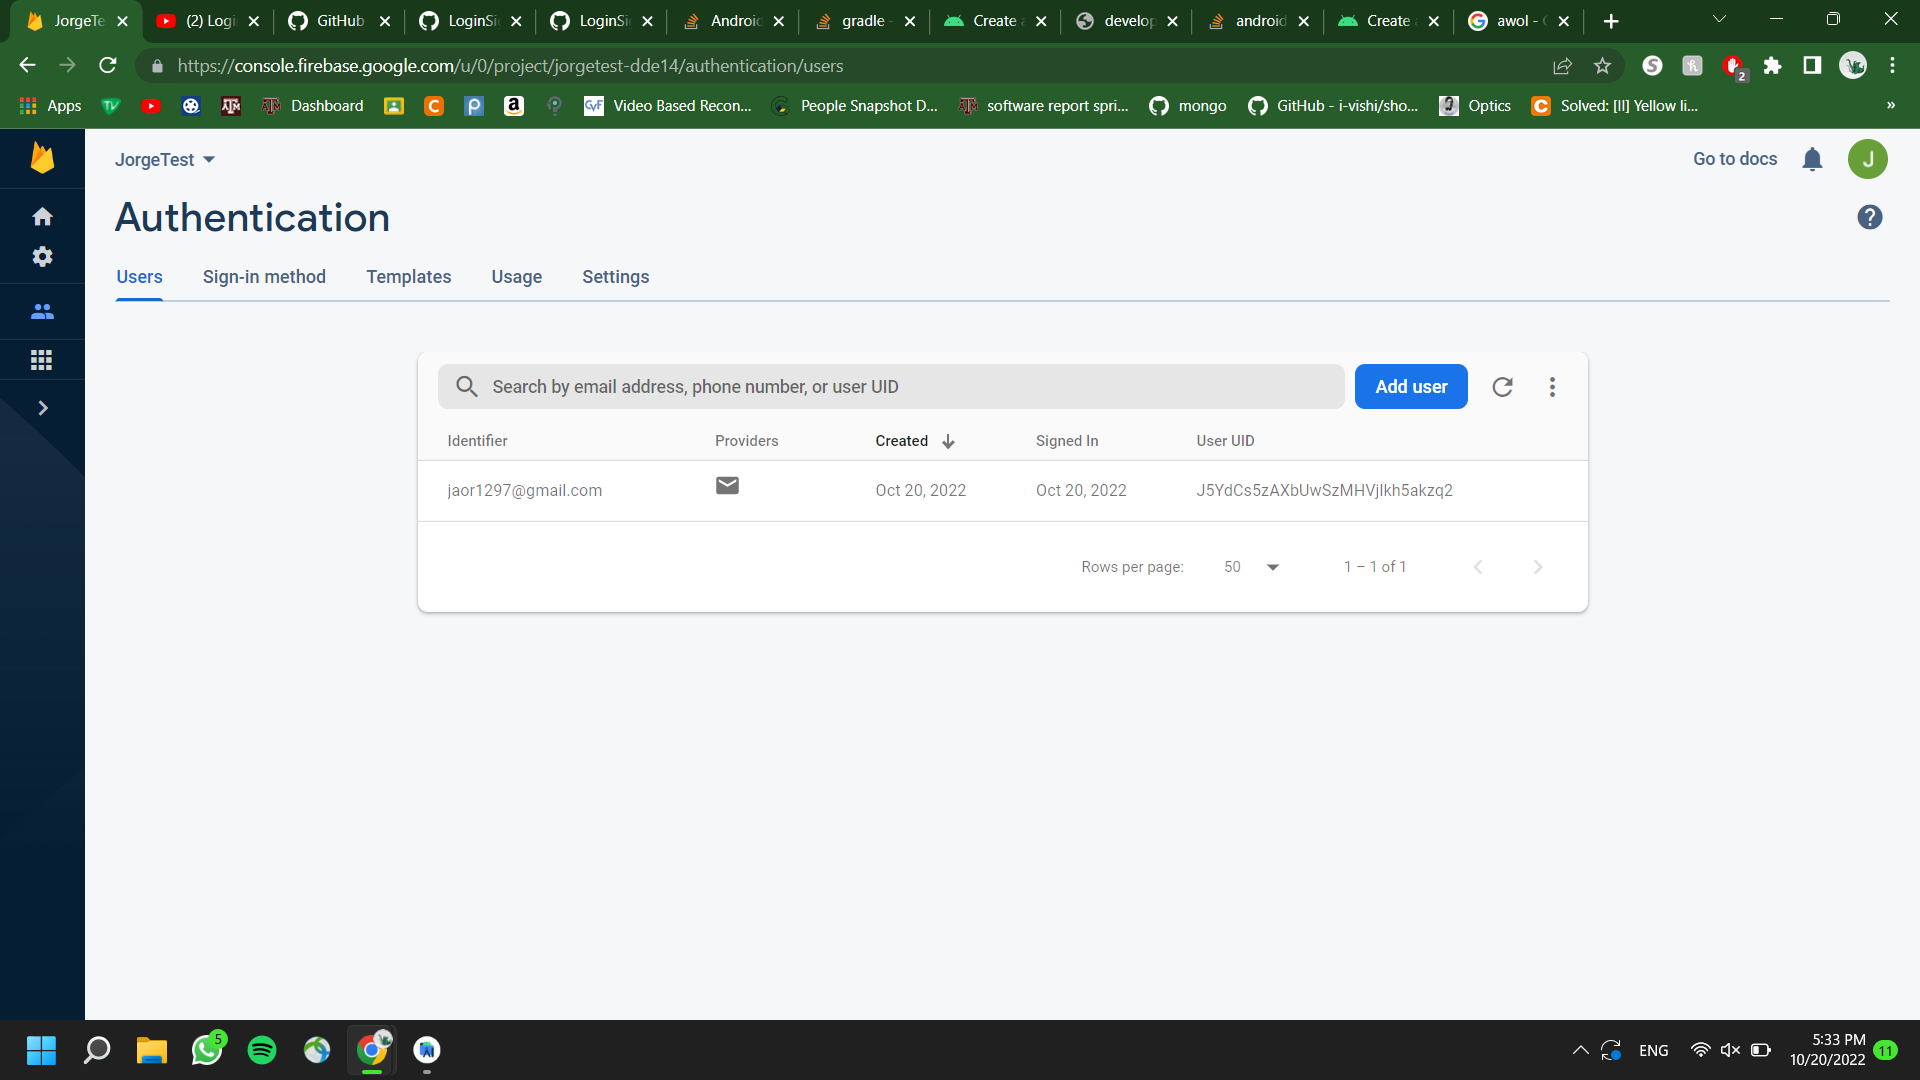 JorgeTe
(2) Logi
GitHub
LoginSi
LoginSi
Android
gradle -
Create a
develop
android
Create a
awol - G
https://console.firebase.google.com/u/0/project/jorgetest-dde14/authentication/users
2
Apps
Dashboard
Video Based Recon...
People Snapshot D...
software report spri...
mongo
GitHub - i-vishi/sho...
Optics
Solved: [II] Yellow li...
»
JorgeTest
Go to docs
J
Authentication
Users
Sign-in method
Templates
Usage
Settings
Search by email address, phone number, or user UID
Add user
Identifier
Providers
Created
Signed In
User UID
jaor1297@gmail.com
Oct 20, 2022
Oct 20, 2022
J5YdCs5zAXbUwSzMHVjIkh5akzq2
Rows per page:
50
1 – 1 of 1
5
ENG
5:33 PM
10/20/2022
11